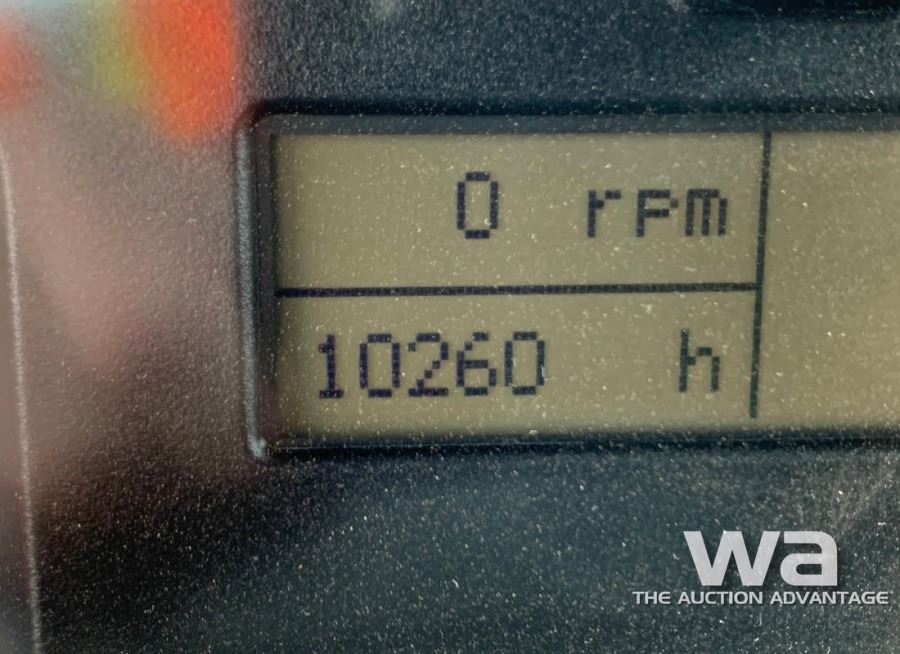 0 rpm
10260 h
wa
THE AUCTION ADVANTAGE